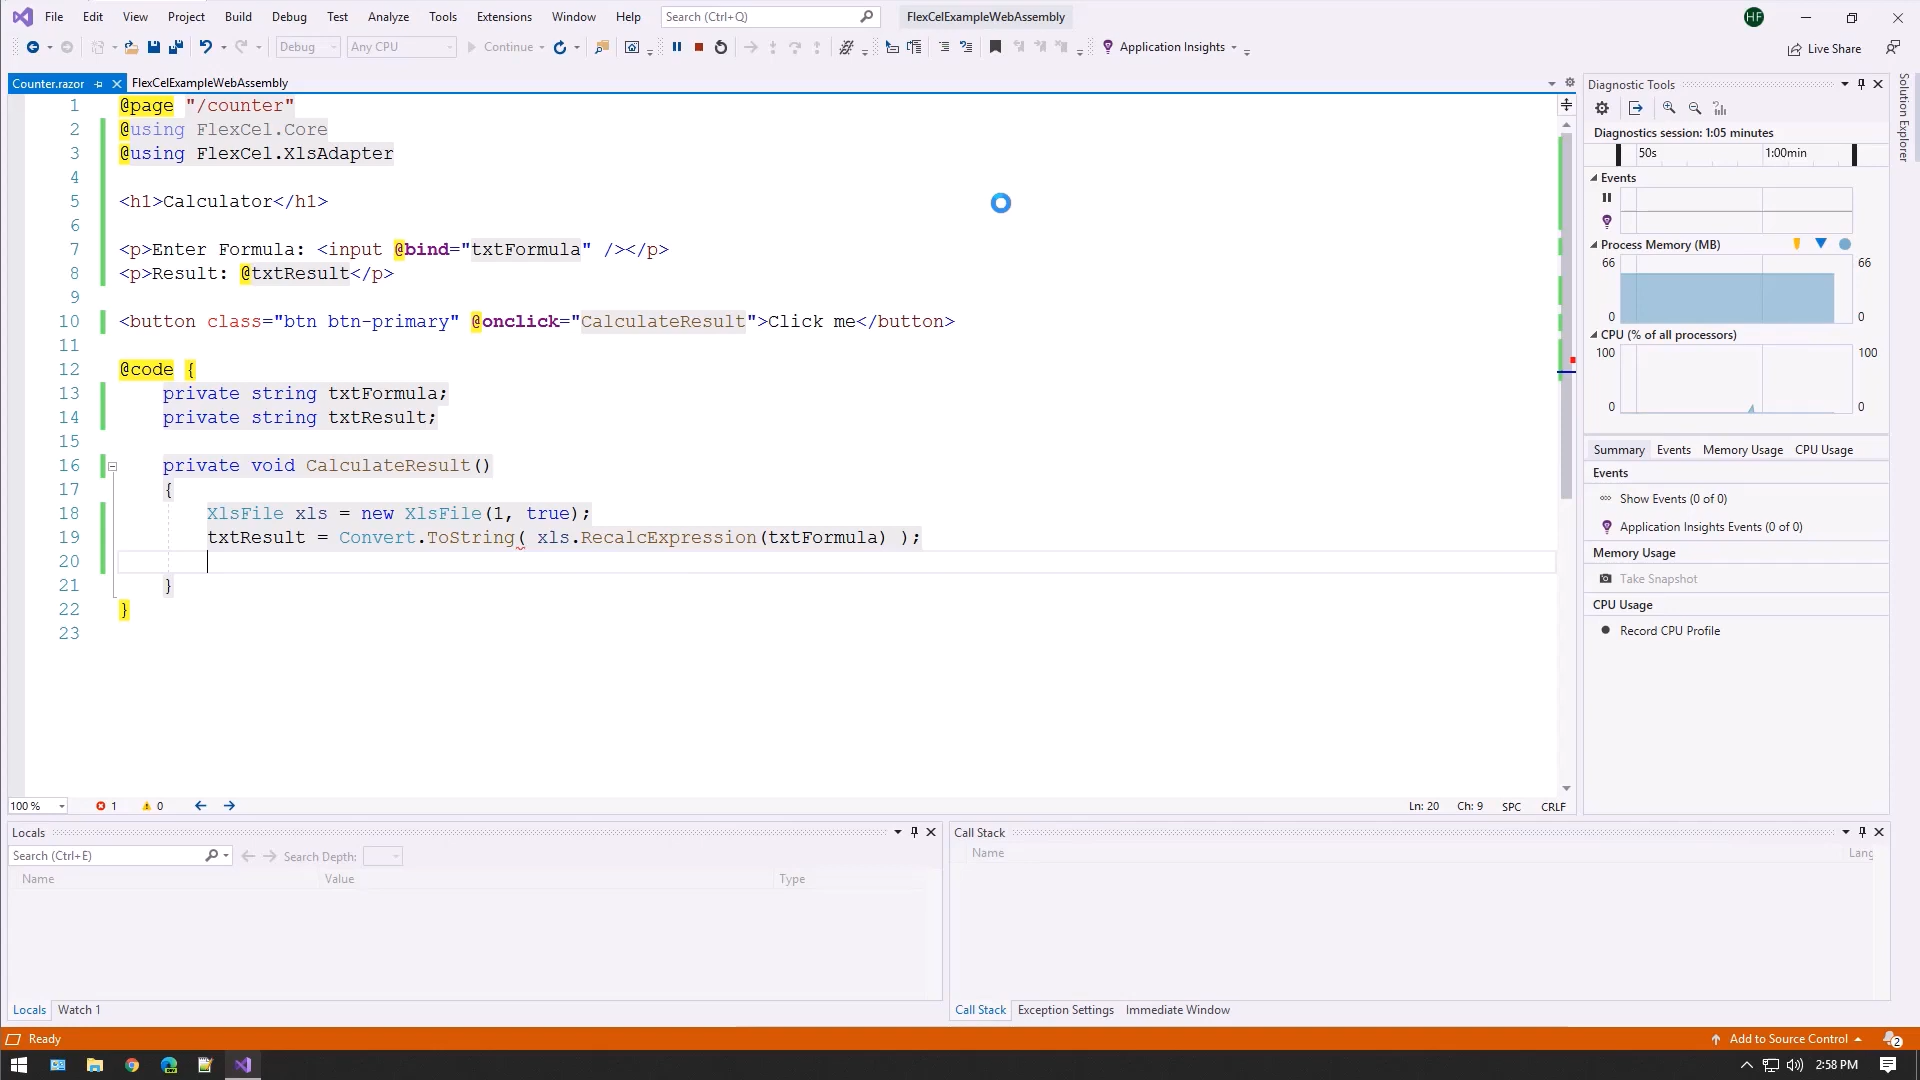 File Edit View Project Build Debug Test Analyze Tools Extensions Window Help Search (Ctrl+Q) FlexCelExampleWebAssembly HF
Debug Any CPU Continue Application Insights Live Share
Counter.razor FlexCelExampleWebAssembly
1 @page "/counter"
2 @using FlexCel.Core
3 @using FlexCel.XlsAdapter
4
5 <h1>Calculator</h1>
6
7 <p>Enter Formula: <input @bind="txtFormula" /></p>
8 <p>Result: @txtResult</p>
9
10 <button class="btn btn-primary" @onclick="CalculateResult">Click me</button>
11
12 @code {
13 private string txtFormula;
14 private string txtResult;
15
16 private void CalculateResult()
17 {
18 XlsFile xls = new XlsFile(1, true);
19 txtResult = Convert.ToString( xls.RecalcExpression(txtFormula) );
20
21 }
22 }
23
100 % 1 0 Ln: 20 Ch: 9 SPC CRLF
Diagnostic Tools
Diagnostics session: 1:05 minutes
50s 1:00min
Events
Process Memory (MB)
66 66
0 0
CPU (% of all processors)
100 100
0 0
Summary Events Memory Usage CPU Usage
Events
Show Events (0 of 0)
Application Insights Events (0 of 0)
Memory Usage
Take Snapshot
CPU Usage
Record CPU Profile
Solution Explorer
Locals
Search (Ctrl+E) Search Depth:
Name Value Type
Locals Watch 1
Call Stack
Name Lang
Call Stack Exception Settings Immediate Window
Ready Add to Source Control 2
2:58 PM